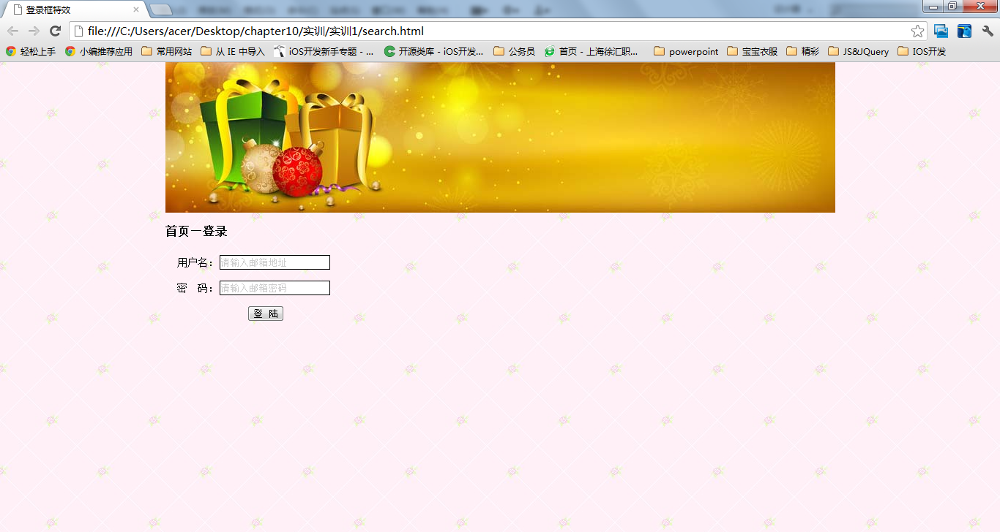 登录框特效
file:///C:/Users/acer/Desktop/chapter10/实训/实训1/search.html
轻松上手 小编推荐应用 常用网站 从 IE 中导入 iOS开发新手专题 - ... 开源类库 - iOS开发... 公务员 首页 - 上海徐汇职... powerpoint 宝宝衣服 精彩 JS&JQuery IOS开发
首页—登录
用户名： 请输入邮箱地址
密 码： 请输入邮箱密码
登 陆